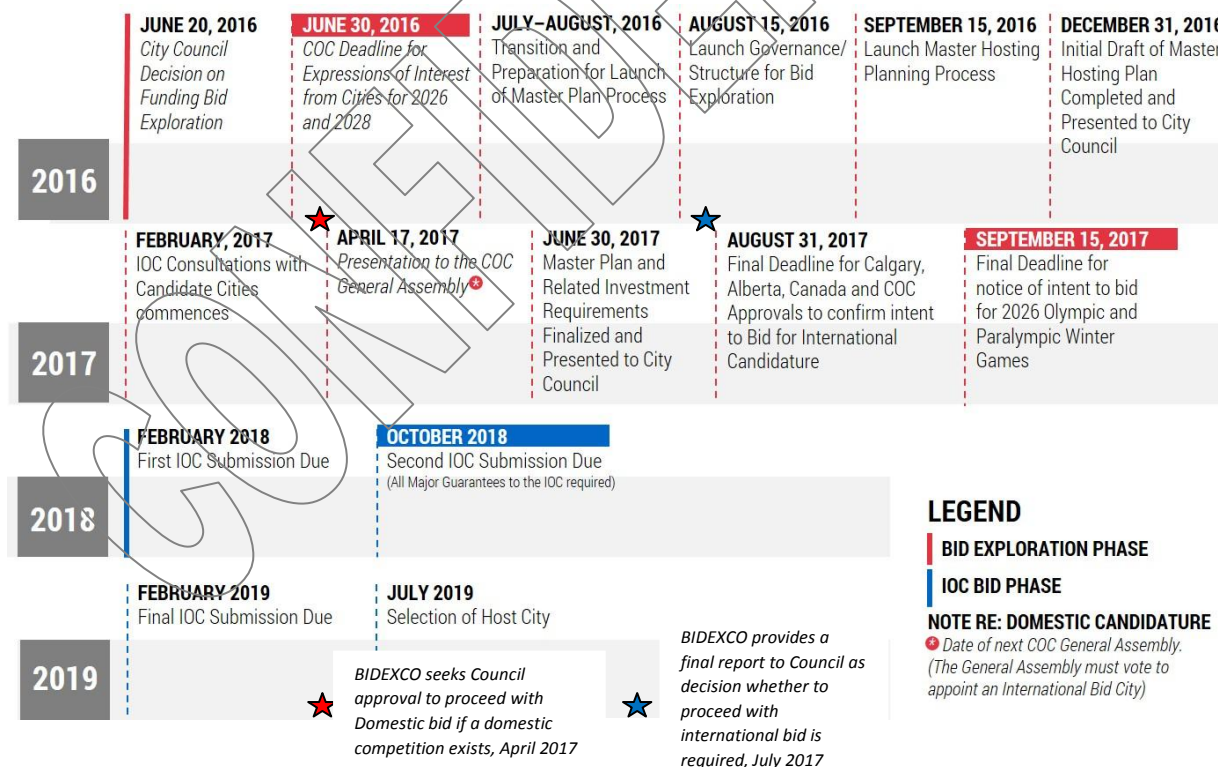 JUNE 20, 2016
City Council
Decision on
Funding Bid
Exploration
JUNE 30, 2016
COC Deadline for
Expressions of Interest
from Cities for 2026
and 2028
JULY–AUGUST, 2016
Transition and
Preparation for Launch
of Master Plan Process
AUGUST 15, 2016
Launch Governance/
Structure for Bid
Exploration
SEPTEMBER 15, 2016
Launch Master Hosting
Planning Process
DECEMBER 31, 2016
Initial Draft of Master
Hosting Plan
Completed and
Presented to City
Council
2016
FEBRUARY, 2017
IOC Consultations with
Candidate Cities
commences
APRIL 17, 2017
Presentation to the COC
General Assembly*
JUNE 30, 2017
Master Plan and
Related Investment
Requirements
Finalized and
Presented to City
Council
AUGUST 31, 2017
Final Deadline for Calgary,
Alberta, Canada and COC
Approvals to confirm intent
to Bid for International
Candidature
SEPTEMBER 15, 2017
Final Deadline for
notice of intent to bid
for 2026 Olympic and
Paralympic Winter
Games
2017
FEBRUARY 2018
First IOC Submission Due
OCTOBER 2018
Second IOC Submission Due
(All Major Guarantees to the IOC required)
2018
FEBRUARY 2019
Final IOC Submission Due
JULY 2019
Selection of Host City
2019
BIDEXCO seeks Council
approval to proceed with
Domestic bid if a domestic
competition exists, April 2017
BIDEXCO provides a
final report to Council as
decision whether to
proceed with
international bid is
required, July 2017
LEGEND
BID EXPLORATION PHASE
IOC BID PHASE
NOTE RE: DOMESTIC CANDIDATURE
* Date of next COC General Assembly.
(The General Assembly must vote to
appoint an International Bid City)